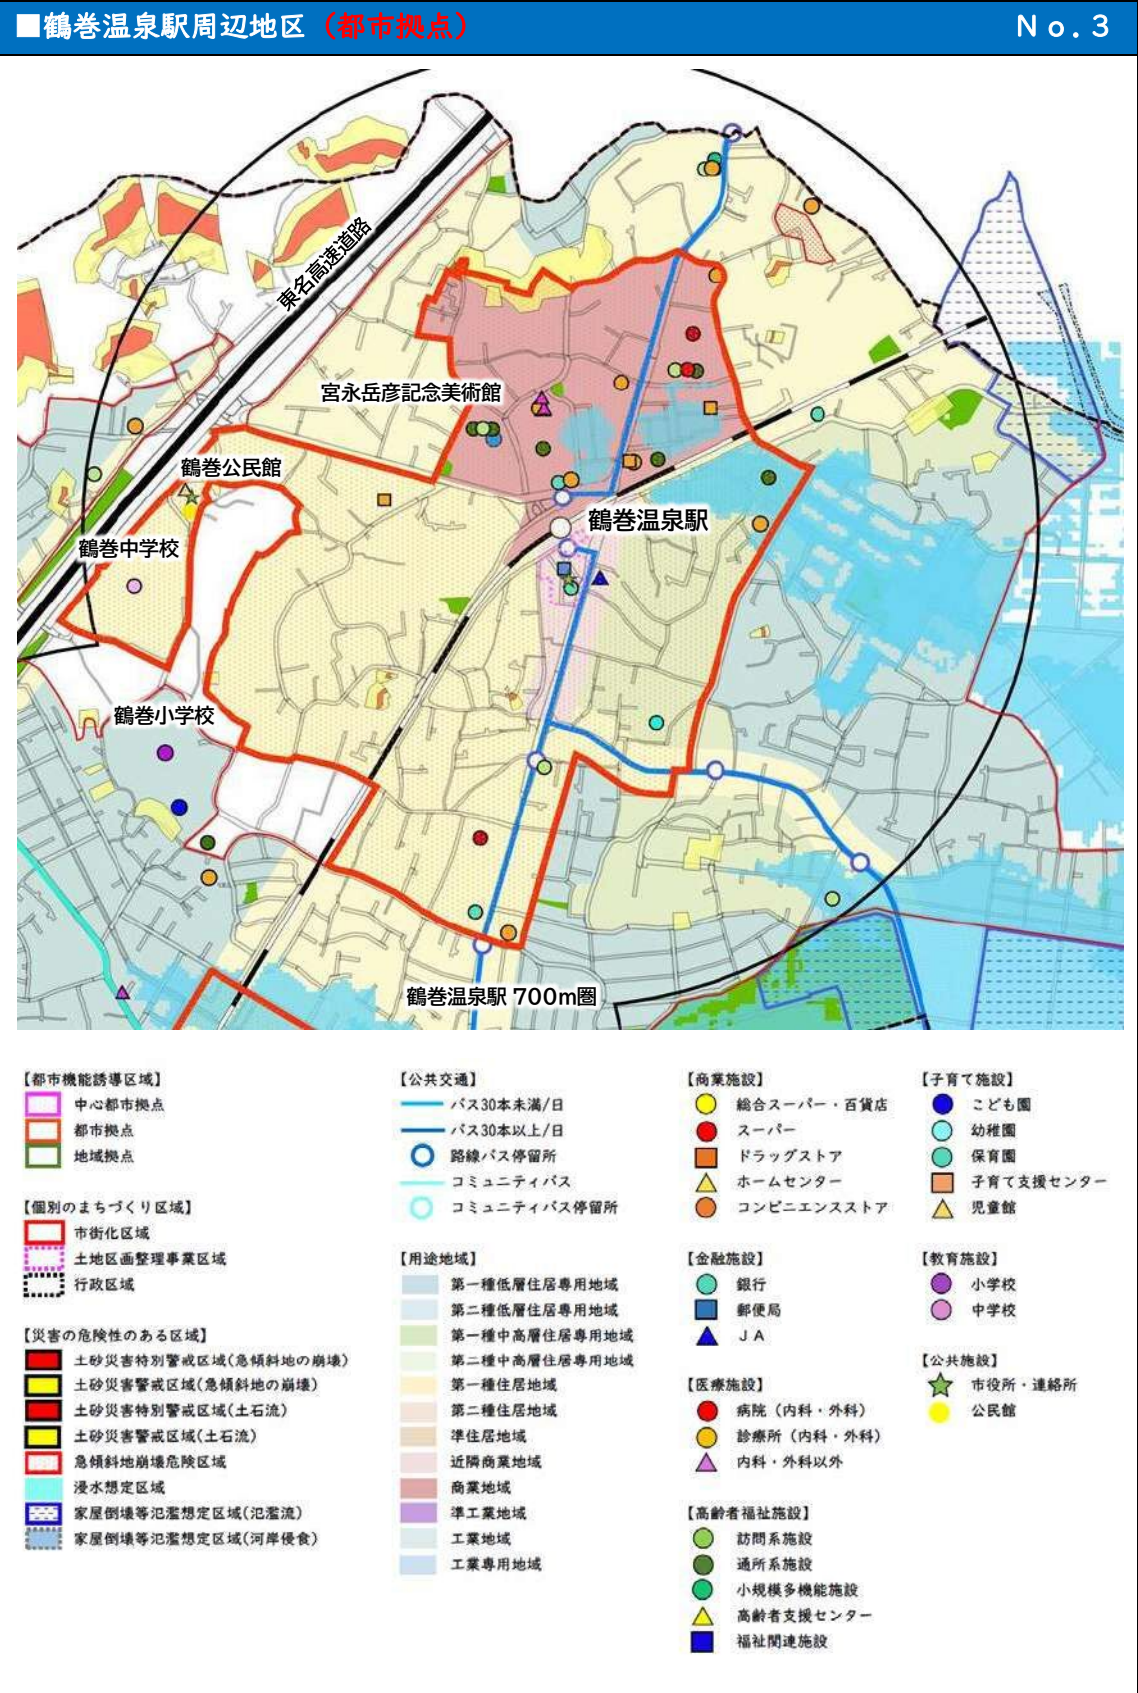 ■鶴巻温泉駅周辺地区（都市拠点） Ｎｏ.３
東名高速道路
宮永岳彦記念美術館
鶴巻公民館
鶴巻温泉駅
鶴巻中学校
鶴巻小学校
鶴巻温泉駅 700m圏
【都市機能誘導区域】
中心都市拠点
都市拠点
地域拠点
【個別のまちづくり区域】
市街化区域
土地区画整理事業区域
行政区域
【災害の危険性のある区域】
土砂災害特別警戒区域(急傾斜地の崩壊)
土砂災害警戒区域(急傾斜地の崩壊)
土砂災害特別警戒区域(土石流)
土砂災害警戒区域(土石流)
急傾斜地崩壊危険区域
浸水想定区域
家屋倒壊等氾濫想定区域(氾濫流)
家屋倒壊等氾濫想定区域(河岸侵食)
【公共交通】
バス30本未満/日
バス30本以上/日
路線バス停留所
コミュニティバス
コミュニティバス停留所
【用途地域】
第一種低層住居専用地域
第二種低層住居専用地域
第一種中高層住居専用地域
第二種中高層住居専用地域
第一種住居地域
第二種住居地域
準住居地域
近隣商業地域
商業地域
準工業地域
工業地域
工業専用地域
【商業施設】
総合スーパー・百貨店
スーパー
ドラッグストア
ホームセンター
コンビニエンスストア
【金融施設】
銀行
郵便局
ＪＡ
【医療施設】
病院（内科・外科）
診療所（内科・外科）
内科・外科以外
【高齢者福祉施設】
訪問系施設
通所系施設
小規模多機能施設
高齢者支援センター
福祉関連施設
【子育て施設】
こども園
幼稚園
保育園
子育て支援センター
児童館
【教育施設】
小学校
中学校
【公共施設】
市役所・連絡所
公民館